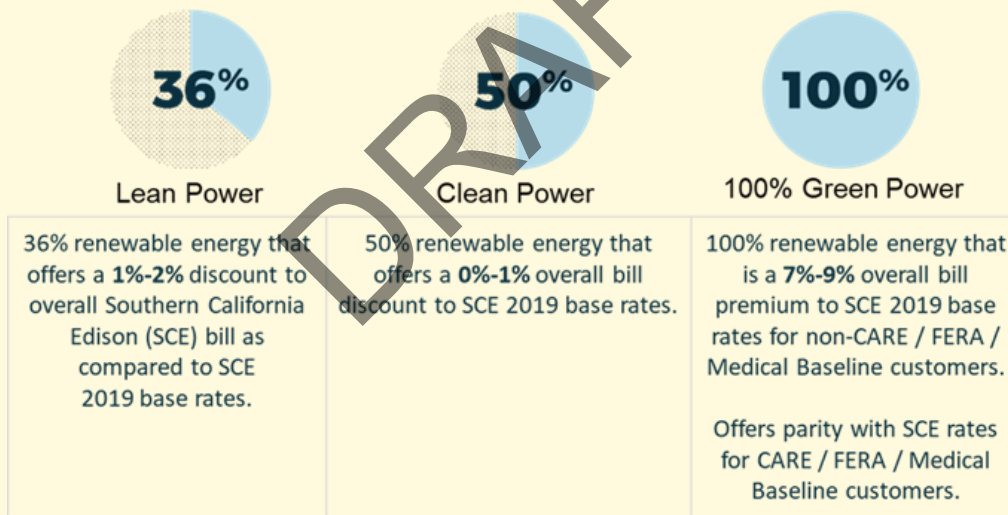 36%
Lean Power
36% renewable energy that
offers a 1%-2% discount to
overall Southern California
Edison (SCE) bill as
compared to SCE
2019 base rates.
50%
Clean Power
50% renewable energy that
offers a 0%-1% overall bill
discount to SCE 2019 base rates.
100%
100% Green Power
100% renewable energy that
is a 7%-9% overall bill
premium to SCE 2019 base
rates for non-CARE / FERA /
Medical Baseline customers.
Offers parity with SCE rates
for CARE / FERA / Medical
Baseline customers.